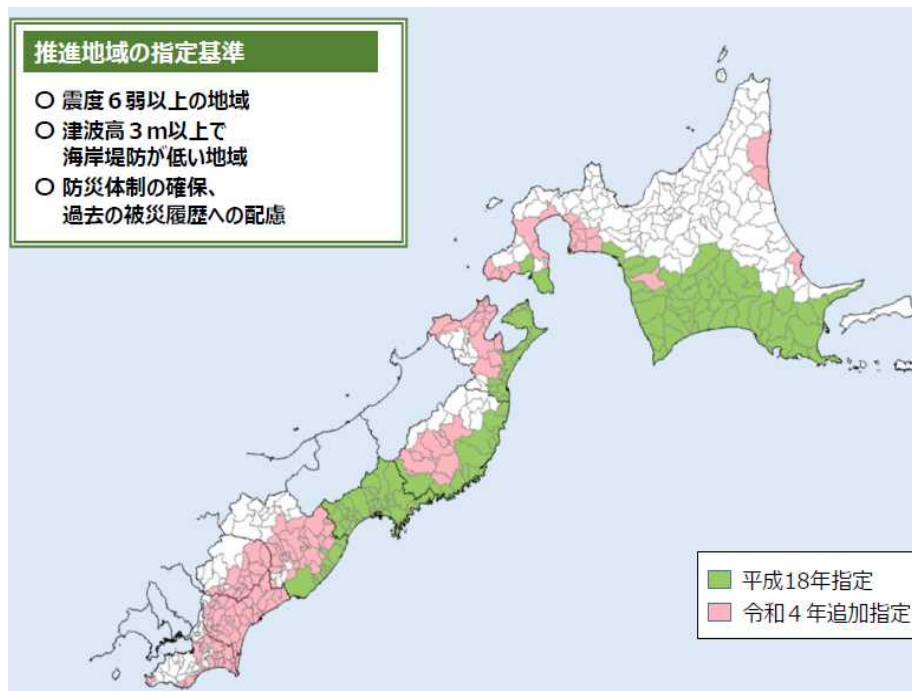 推進地域の指定基準
○ 震度６弱以上の地域
○ 津波高３ｍ以上で
海岸堤防が低い地域
○ 防災体制の確保、
過去の被災履歴への配慮
平成18年指定
令和４年追加指定